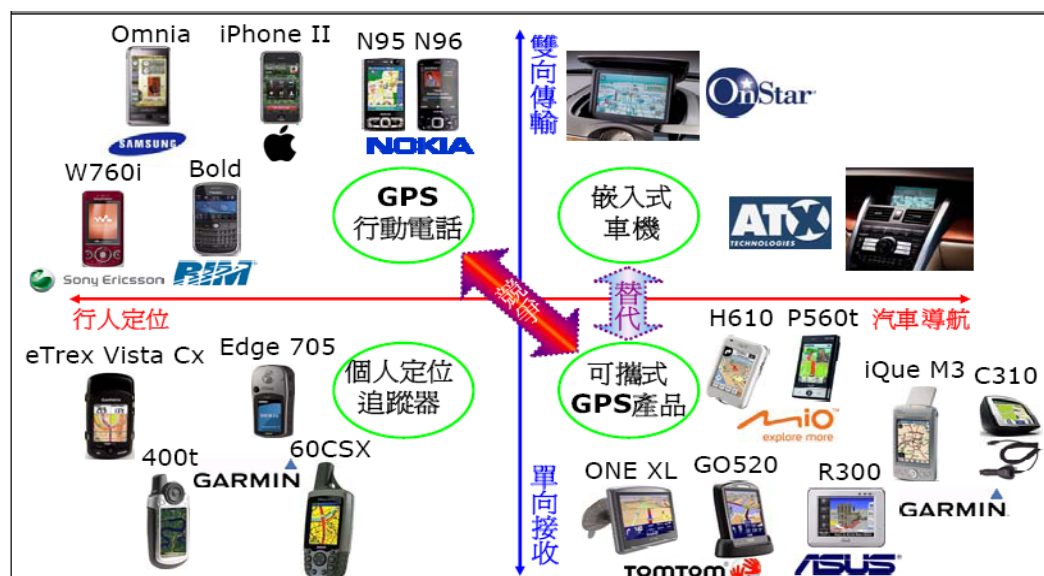 Omnia
iPhone II
N95 N96
SAMSUNG
NOKIA
W760i
Bold
Sony Ericsson
RIM
GPS
行動電話
雙向傳輸
OnStar
嵌入式
車機
ATX
TECHNOLOGIES
競爭
替代
行人定位
汽車導航
eTrex Vista Cx
Edge 705
個人定位
追蹤器
400t
GARMIN
60CSX
可攜式
GPS產品
H610
P560t
iQue M3
C310
Mio
explore more
單向接收
ONE XL
GO520
R300
GARMIN
TOMTOM
ASUS